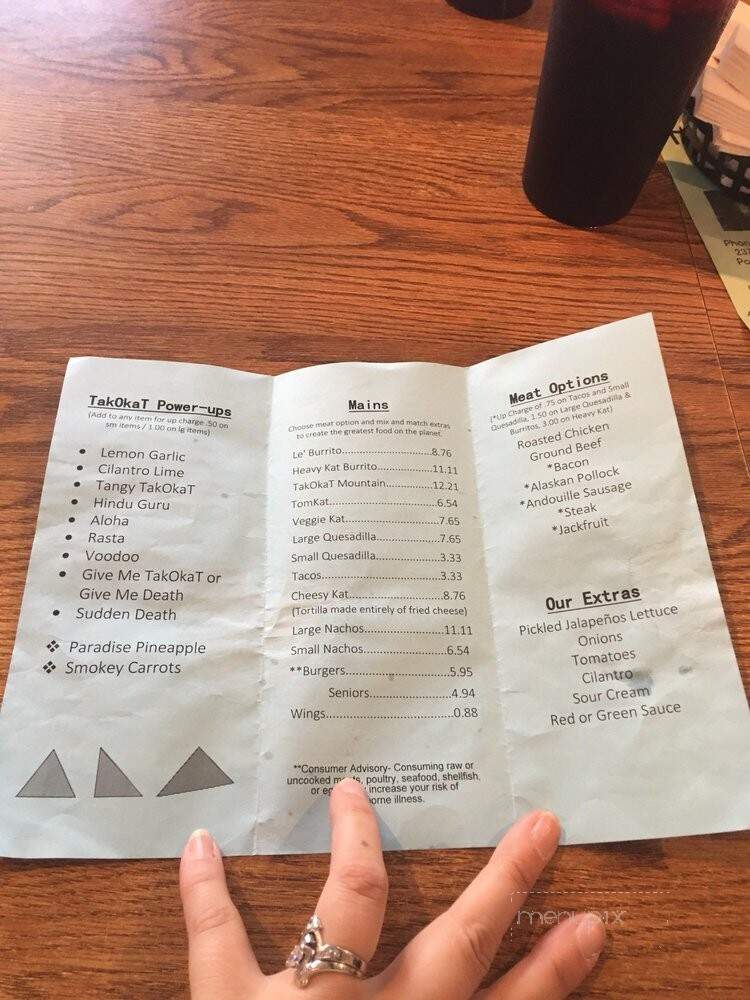 TakOkaT Power-ups
(Add to any item for up charge .50 on
sm items / 1.00 on lg items)
• Lemon Garlic
• Cilantro Lime
• Tangy TakOkaT
• Hindu Guru
• Aloha
• Rasta
• Voodoo
• Give Me TakOkaT or
Give Me Death
• Sudden Death
❖ Paradise Pineapple
❖ Smokey Carrots
Mains
Choose meat option and mix and match extras
to create the greatest food on the planet.
Le' Burrito..............................8.76
Heavy Kat Burrito.....................11.11
TakOkaT Mountain...................12.21
TomKat.................................6.54
Veggie Kat..............................7.65
Large Quesadilla.......................7.65
Small Quesadilla.......................3.33
Tacos....................................3.33
Cheesy Kat..............................8.76
(Tortilla made entirely of fried cheese)
Large Nachos...........................11.11
Small Nachos...........................6.54
**Burgers...............................5.95
Seniors.....................4.94
Wings....................................0.88
**Consumer Advisory- Consuming raw or
uncooked poultry, seafood, shellfish,
or increase your risk of
illness.
Meat Options
(*Up Charge of .75 on Tacos and Small
Quesadilla, 1.50 on Large Quesadilla &
Burritos, 3.00 on Heavy Kat)
Roasted Chicken
Ground Beef
*Bacon
*Alaskan Pollock
*Andouille Sausage
*Steak
*Jackfruit
Our Extras
Pickled Jalapeños Lettuce
Onions
Tomatoes
Cilantro
Sour Cream
Red or Green Sauce
menupix